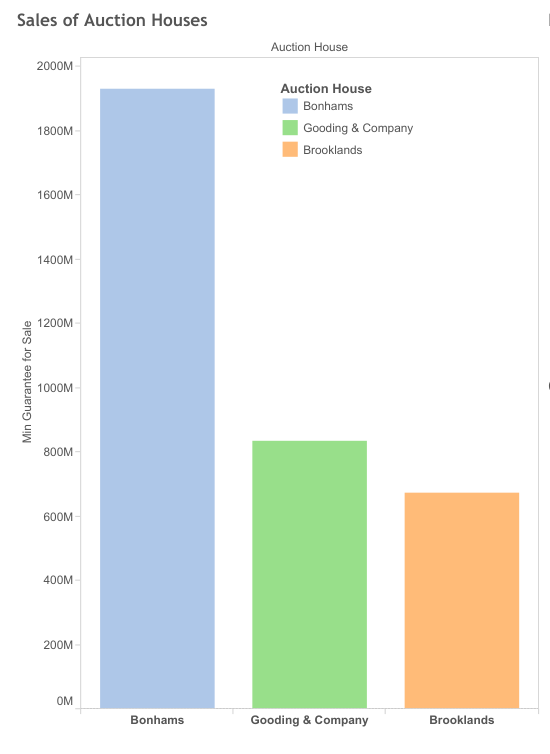 Sales of Auction Houses
Auction House
2000M
1800M
1600M
1400M
1200M
1000M
800M
600M
400M
200M
0M
Min Guarantee for Sale
Auction House
Bonhams
Gooding & Company
Brooklands
Bonhams
Gooding & Company
Brooklands